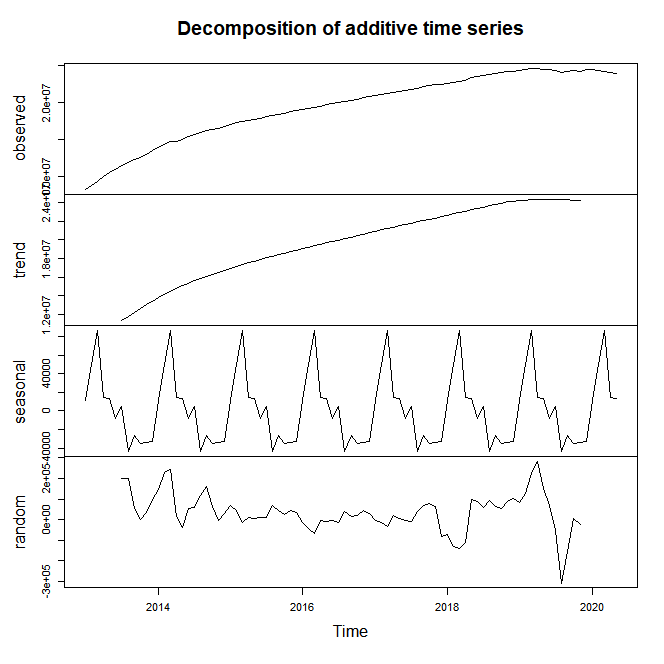 Decomposition of additive time series
observed
2.0e+07
trend
2.4e+07
1.8e+07
1.2e+07
seasonal
40000
0
random
2e+05
0e+00
-3e+05
2014
2016
2018
2020
Time